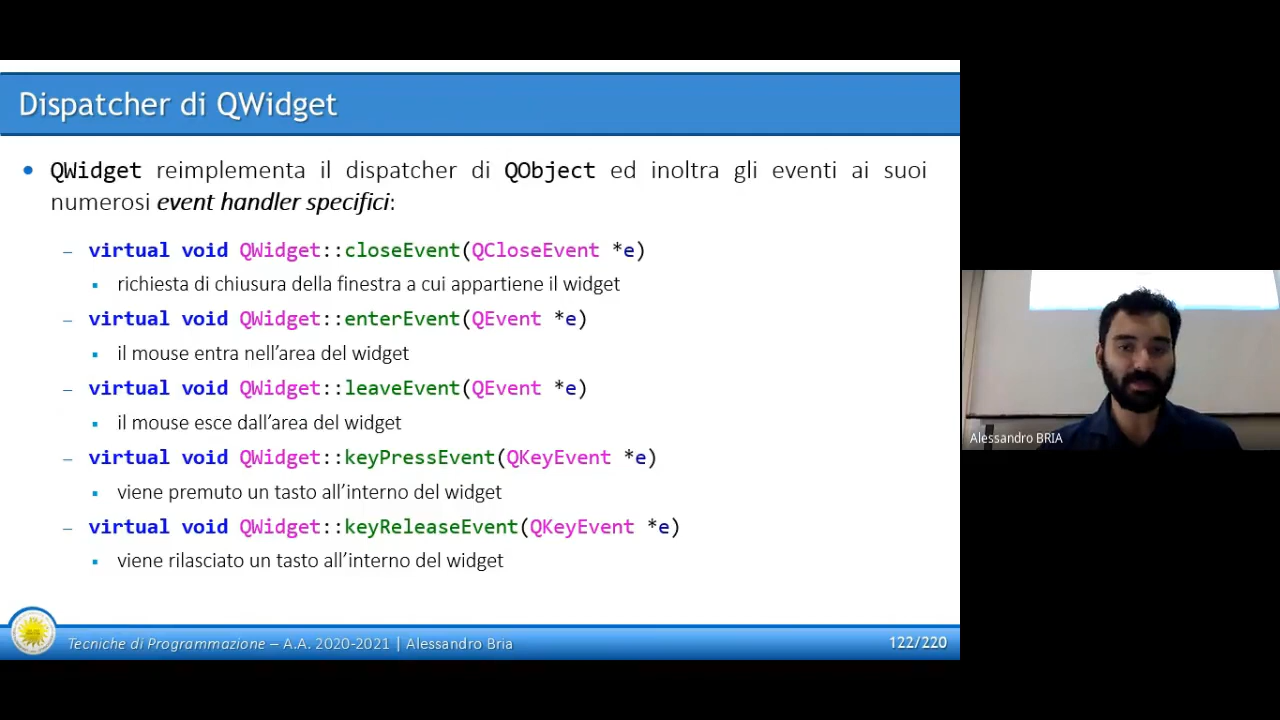 Dispatcher di QWidget
• QWidget reimplementa il dispatcher di QObject ed inoltra gli eventi ai suoi
numerosi event handler specifici:
– virtual void QWidget::closeEvent(QCloseEvent *e)
▪ richiesta di chiusura della finestra a cui appartiene il widget
– virtual void QWidget::enterEvent(QEvent *e)
▪ il mouse entra nell’area del widget
– virtual void QWidget::leaveEvent(QEvent *e)
▪ il mouse esce dall’area del widget
– virtual void QWidget::keyPressEvent(QKeyEvent *e)
▪ viene premuto un tasto all’interno del widget
– virtual void QWidget::keyReleaseEvent(QKeyEvent *e)
▪ viene rilasciato un tasto all’interno del widget
Alessandro BRIA
Tecniche di Programmazione – A.A. 2020-2021 | Alessandro Bria
122/220